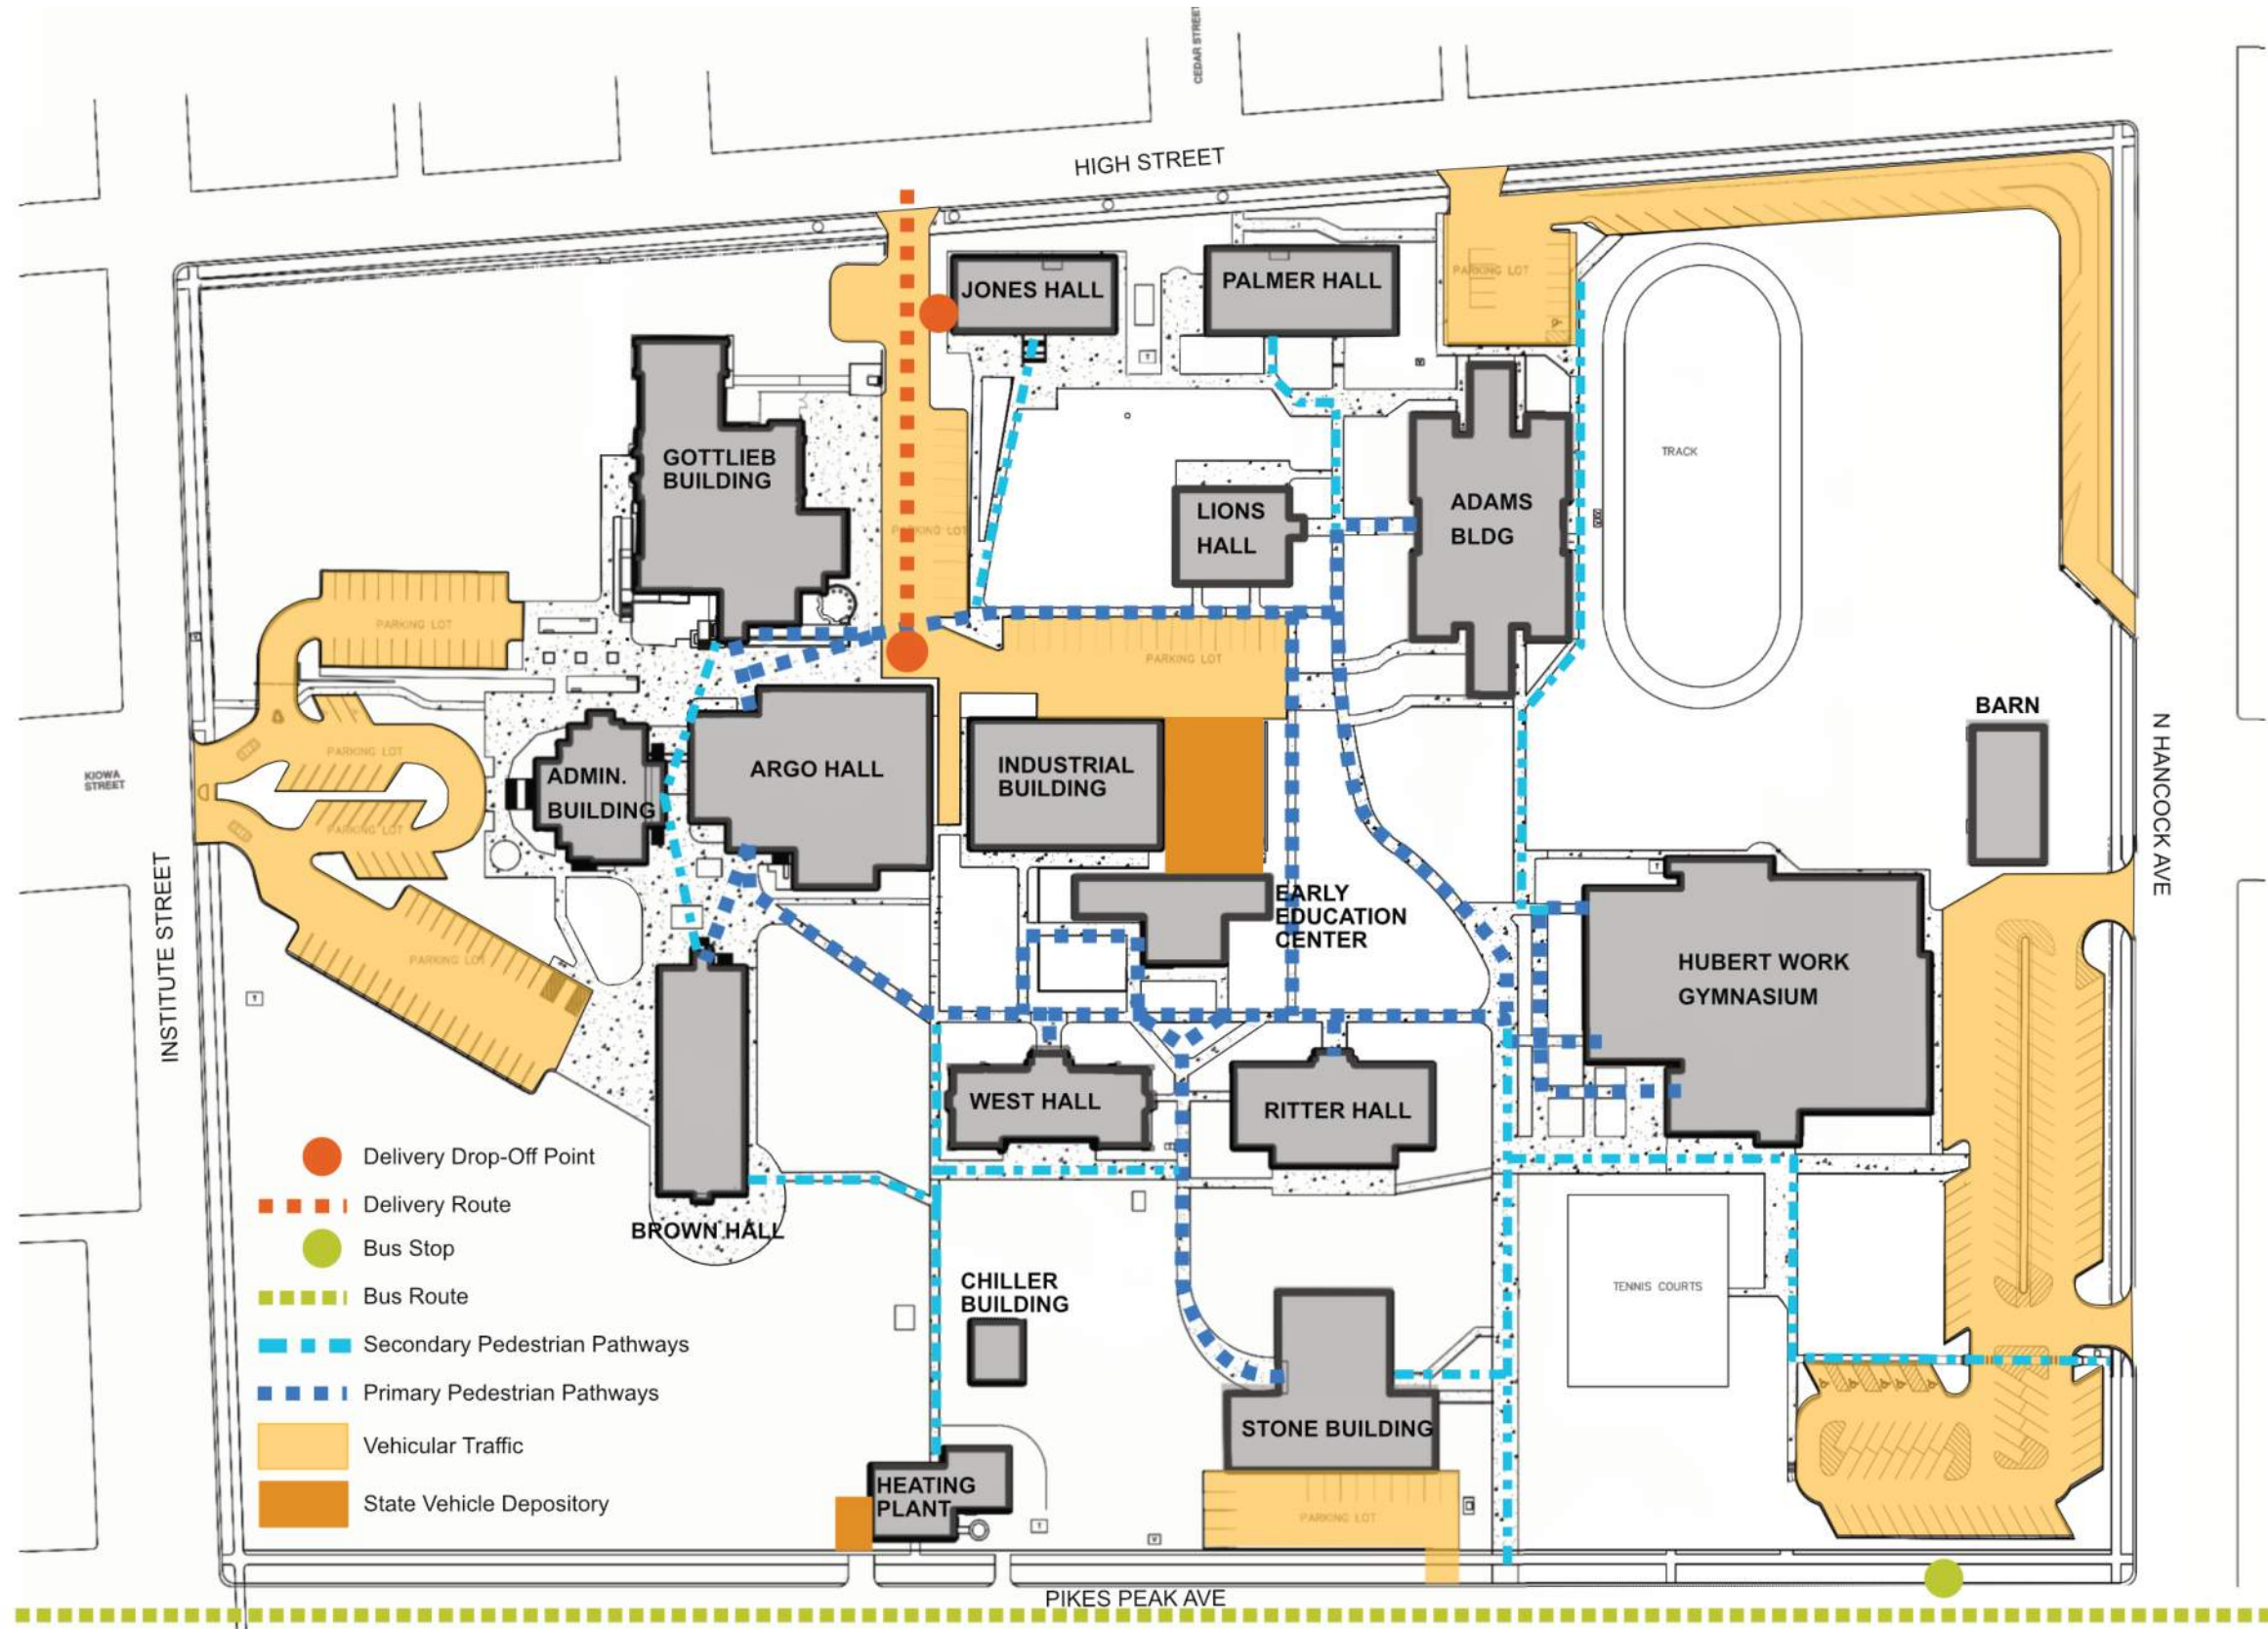 CEDAR STREET
HIGH STREET
JONES HALL
PALMER HALL
PARKING LOT
GOTTLIEB
BUILDING
TRACK
LIONS
HALL
ADAMS
BLDG
PARKING LOT
PARKING LOT
PARKING LOT
BARN
N HANCOCK AVE
KIOWA
STREET
PARKING LOT
PARKING LOT
ADMIN.
BUILDING
ARGO HALL
INDUSTRIAL
BUILDING
EARLY
EDUCATION
CENTER
INSTITUTE STREET
PARKING LOT
HUBERT WORK
GYMNASIUM
WEST HALL
RITTER HALL
BROWN HALL
CHILLER
BUILDING
TENNIS COURTS
STONE BUILDING
HEATING
PLANT
PARKING LOT
PIKES PEAK AVE
Delivery Drop-Off Point
Delivery Route
Bus Stop
Bus Route
Secondary Pedestrian Pathways
Primary Pedestrian Pathways
Vehicular Traffic
State Vehicle Depository